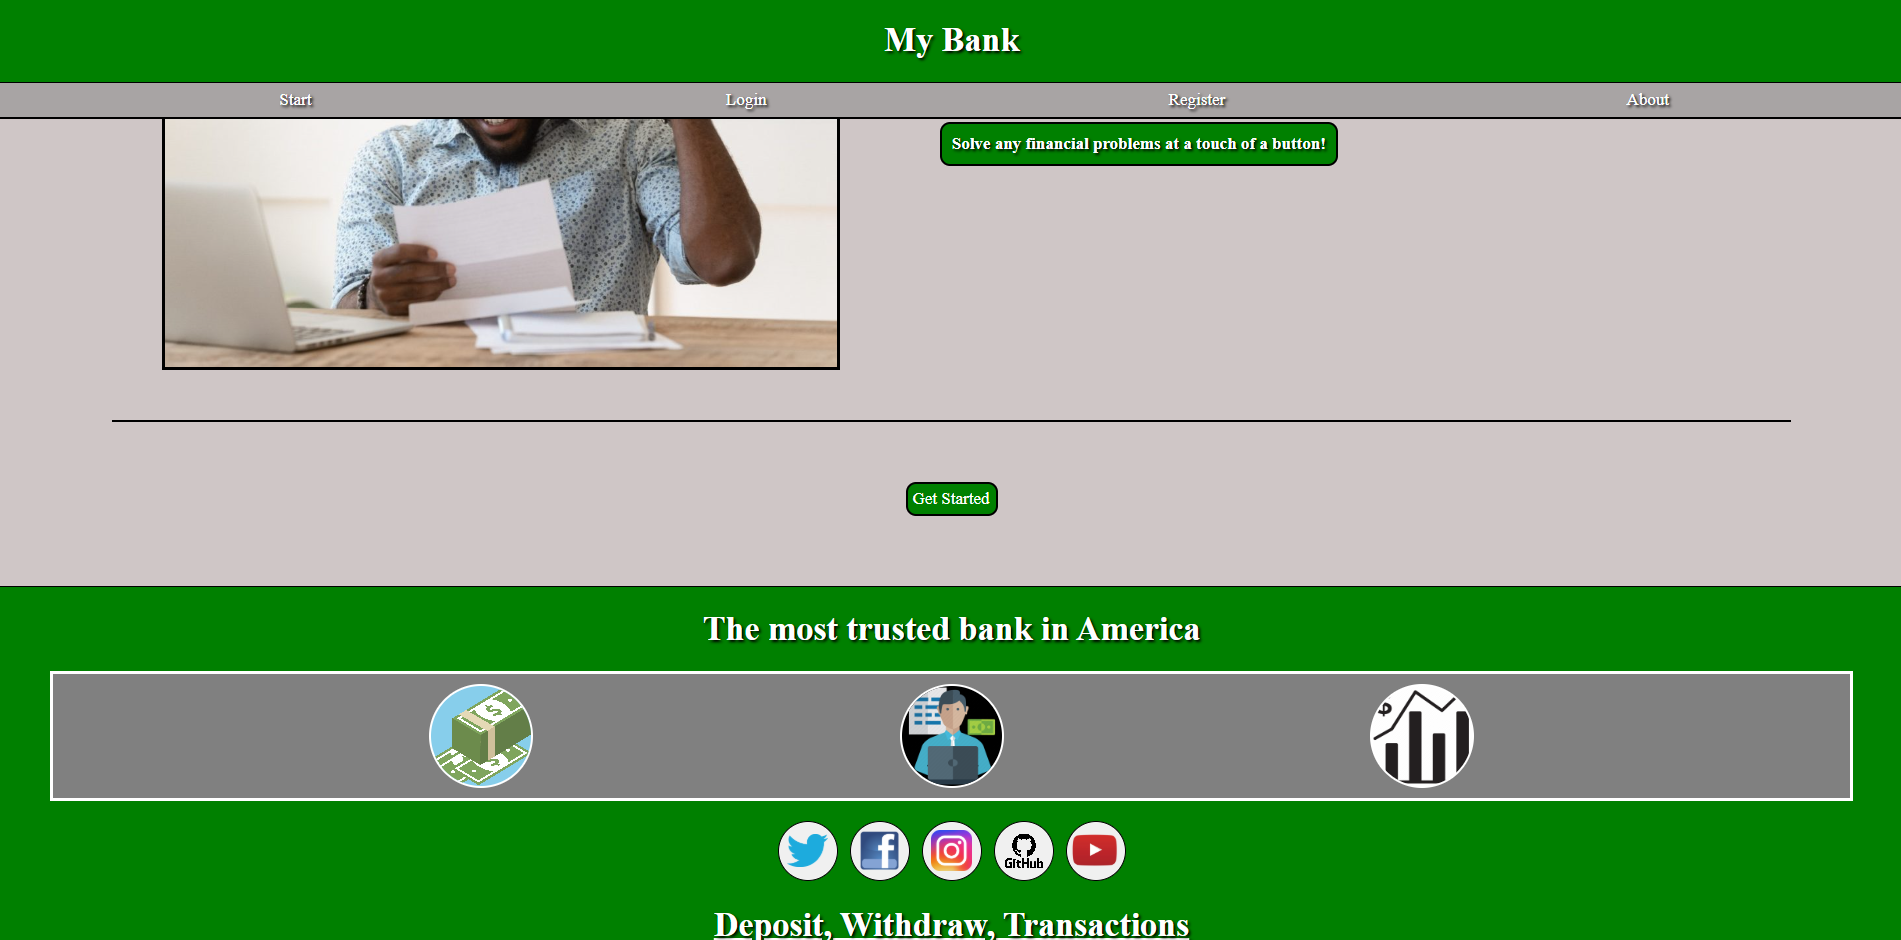 My Bank
Start
Login
Register
About
Solve any financial problems at a touch of a button!
Get Started
The most trusted bank in America
$
$
GitHub
Deposit, Withdraw, Transactions